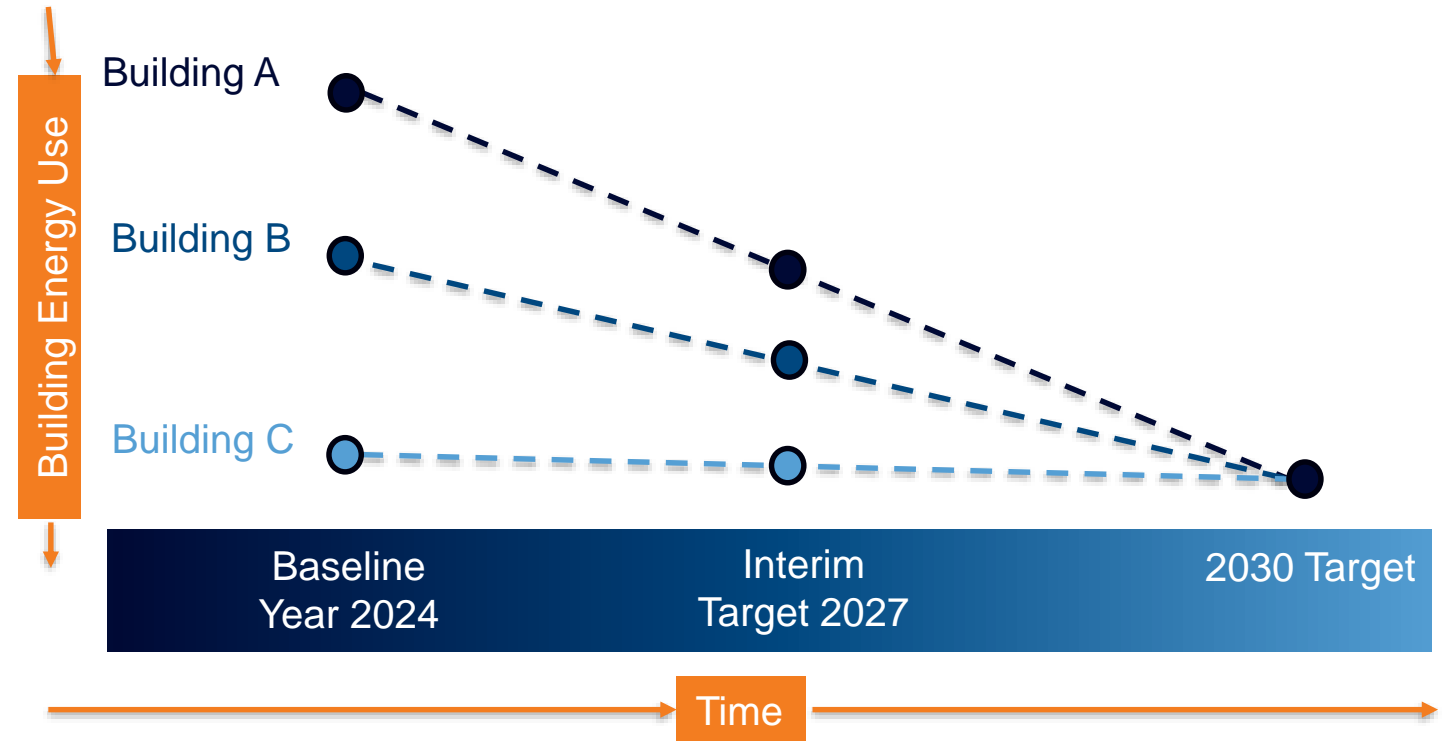 Building A
Building Energy Use
Building B
Building C
Baseline
Year 2024
Interim
Target 2027
2030 Target
Time